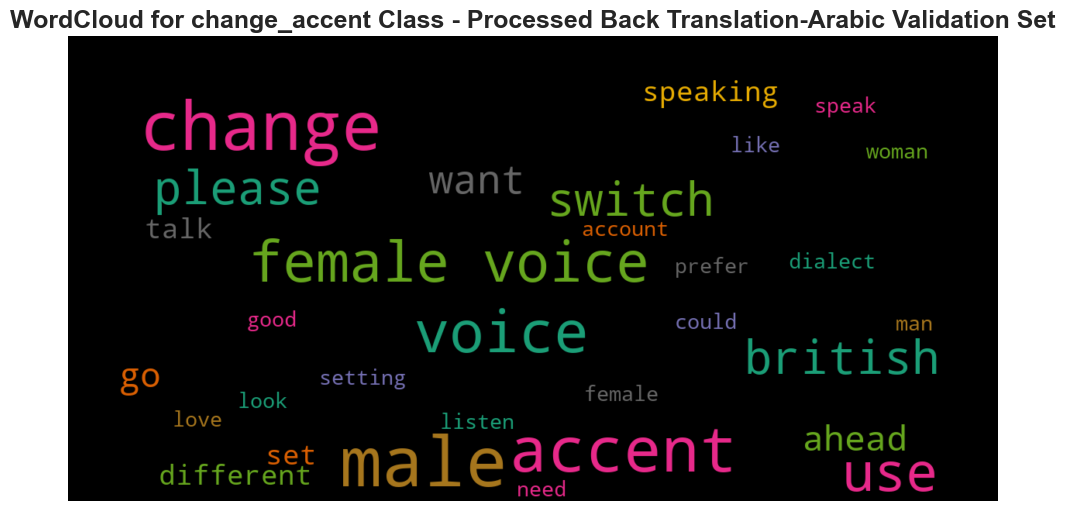 WordCloud for change_accent Class - Processed Back Translation-Arabic Validation Set
speaking
change
speak
like
woman
please
want
switch
talk
account
female voice
prefer
dialect
good
voice
could
man
british
go
setting
look
female
love
listen
accent
ahead
set
male
different
use
need